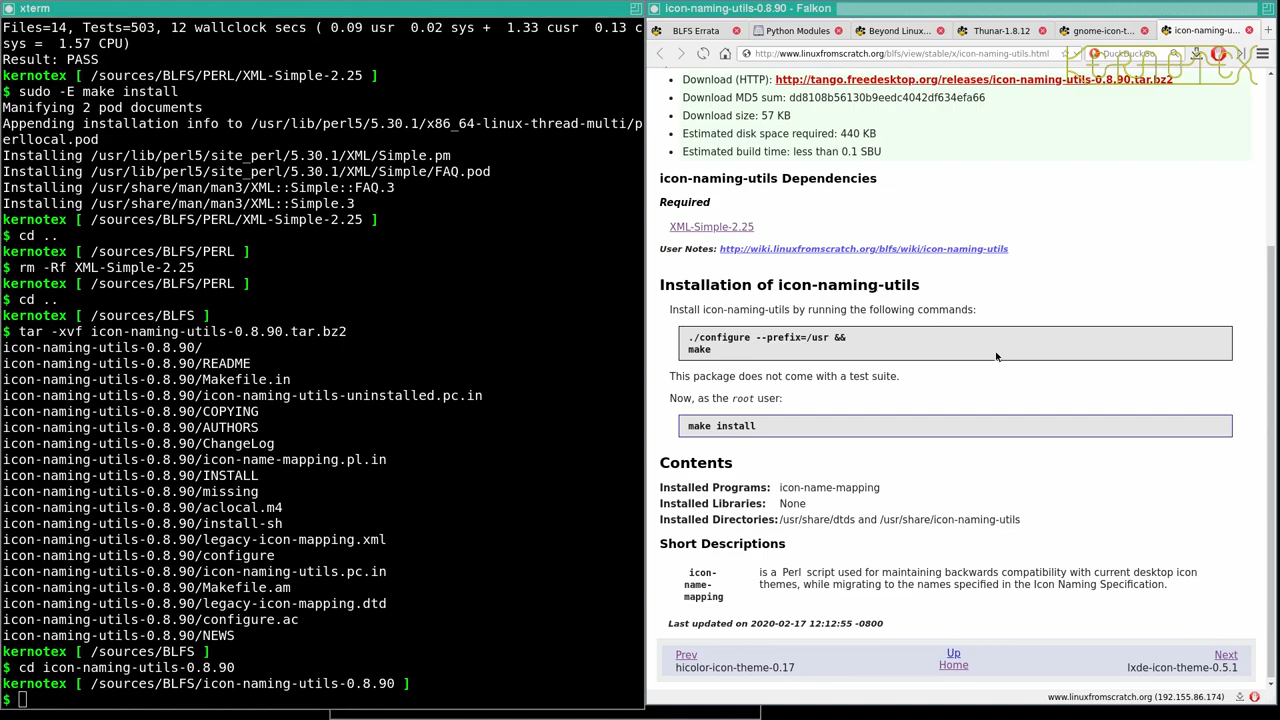 xterm
Files=14, Tests=503, 12 wallclock secs ( 0.09 usr  0.02 sys +  1.33 cusr  0.13 c
sys =  1.57 CPU)
Result: PASS
kernotex [ /sources/BLFS/PERL/XML-Simple-2.25 ]
$ sudo -E make install
Manifying 2 pod documents
Appending installation info to /usr/lib/perl5/5.30.1/x86_64-linux-thread-multi/p
erllocal.pod
Installing /usr/lib/perl5/site_perl/5.30.1/XML/Simple.pm
Installing /usr/lib/perl5/site_perl/5.30.1/XML/Simple/FAQ.pod
Installing /usr/share/man/man3/XML::Simple::FAQ.3
Installing /usr/share/man/man3/XML::Simple.3
kernotex [ /sources/BLFS/PERL/XML-Simple-2.25 ]
$ cd ..
kernotex [ /sources/BLFS/PERL ]
$ rm -Rf XML-Simple-2.25
kernotex [ /sources/BLFS/PERL ]
$ cd ..
kernotex [ /sources/BLFS ]
$ tar -xvf icon-naming-utils-0.8.90.tar.bz2
icon-naming-utils-0.8.90/
icon-naming-utils-0.8.90/README
icon-naming-utils-0.8.90/Makefile.in
icon-naming-utils-0.8.90/icon-naming-utils-uninstalled.pc.in
icon-naming-utils-0.8.90/COPYING
icon-naming-utils-0.8.90/AUTHORS
icon-naming-utils-0.8.90/ChangeLog
icon-naming-utils-0.8.90/icon-name-mapping.pl.in
icon-naming-utils-0.8.90/INSTALL
icon-naming-utils-0.8.90/missing
icon-naming-utils-0.8.90/aclocal.m4
icon-naming-utils-0.8.90/install-sh
icon-naming-utils-0.8.90/legacy-icon-mapping.xml
icon-naming-utils-0.8.90/configure
icon-naming-utils-0.8.90/icon-naming-utils.pc.in
icon-naming-utils-0.8.90/Makefile.am
icon-naming-utils-0.8.90/legacy-icon-mapping.dtd
icon-naming-utils-0.8.90/configure.ac
icon-naming-utils-0.8.90/NEWS
kernotex [ /sources/BLFS ]
$ cd icon-naming-utils-0.8.90
kernotex [ /sources/BLFS/icon-naming-utils-0.8.90 ]
$
icon-naming-utils-0.8.90 - Falkon
BLFS Errata
Python Modules
Beyond Linux...
Thunar-1.8.12
gnome-icon-t...
icon-naming-u...
http://www.linuxfromscratch.org/blfs/view/stable/x/icon-naming-utils.html
DuckDuckGo
KERNOTEX
Download (HTTP): http://tango.freedesktop.org/releases/icon-naming-utils-0.8.90.tar.bz2
Download MD5 sum: dd8108b56130b9eedc4042df634efa66
Download size: 57 KB
Estimated disk space required: 440 KB
Estimated build time: less than 0.1 SBU
icon-naming-utils Dependencies
Required
XML-Simple-2.25
User Notes: http://wiki.linuxfromscratch.org/blfs/wiki/icon-naming-utils
Installation of icon-naming-utils
Install icon-naming-utils by running the following commands:
./configure --prefix=/usr &&
make
This package does not come with a test suite.
Now, as the root user:
make install
Contents
Installed Programs: icon-name-mapping
Installed Libraries: None
Installed Directories: /usr/share/dtds and /usr/share/icon-naming-utils
Short Descriptions
icon-name-mapping
is a Perl script used for maintaining backwards compatibility with current desktop icon
themes, while migrating to the names specified in the Icon Naming Specification.
Last updated on 2020-02-17 12:12:55 -0800
Prev
hicolor-icon-theme-0.17
Up
Home
Next
lxde-icon-theme-0.5.1
www.linuxfromscratch.org (192.155.86.174)